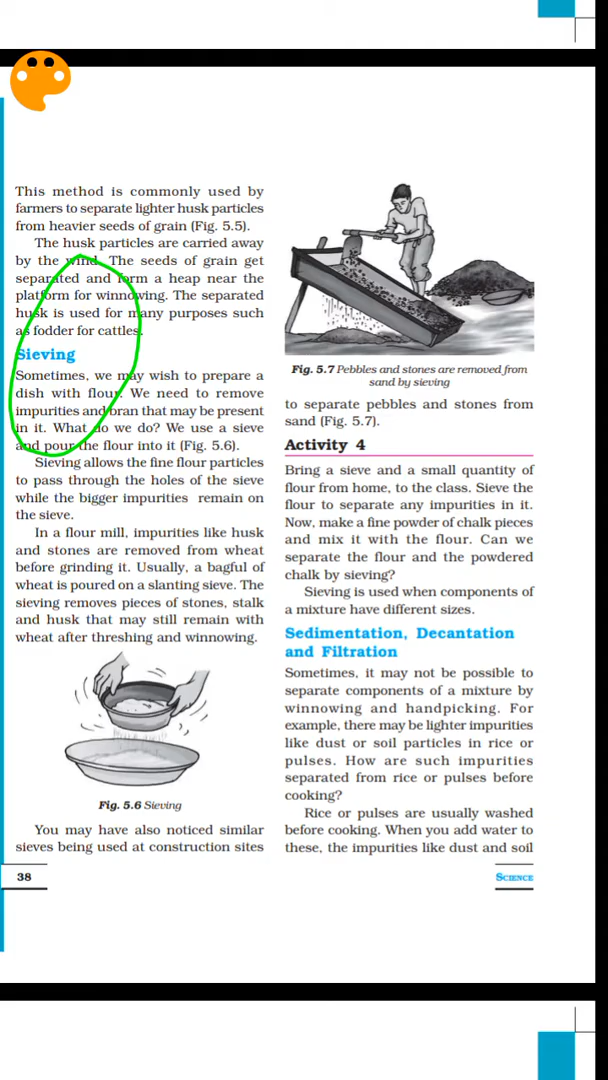 This method is commonly used by
farmers to separate lighter husk particles
from heavier seeds of grain (Fig. 5.5).
The husk particles are carried away
by the wind. The seeds of grain get
separated and form a heap near the
platform for winnowing. The separated
husk is used for many purposes such
as fodder for cattles.
Sieving
Sometimes, we may wish to prepare a
dish with flour. We need to remove
impurities and bran that may be present
in it. What do we do? We use a sieve
and pour the flour into it (Fig. 5.6).
Sieving allows the fine flour particles
to pass through the holes of the sieve
while the bigger impurities remain on
the sieve.
In a flour mill, impurities like husk
and stones are removed from wheat
before grinding it. Usually, a bagful of
wheat is poured on a slanting sieve. The
sieving removes pieces of stones, stalk
and husk that may still remain with
wheat after threshing and winnowing.
Fig. 5.6 Sieving
You may have also noticed similar
sieves being used at construction sites
Fig. 5.7 Pebbles and stones are removed from
sand by sieving
to separate pebbles and stones from
sand (Fig. 5.7).
Activity 4
Bring a sieve and a small quantity of
flour from home, to the class. Sieve the
flour to separate any impurities in it.
Now, make a fine powder of chalk pieces
and mix it with the flour. Can we
separate the flour and the powdered
chalk by sieving?
Sieving is used when components of
a mixture have different sizes.
Sedimentation, Decantation
and Filtration
Sometimes, it may not be possible to
separate components of a mixture by
winnowing and handpicking. For
example, there may be lighter impurities
like dust or soil particles in rice or
pulses. How are such impurities
separated from rice or pulses before
cooking?
Rice or pulses are usually washed
before cooking. When you add water to
these, the impurities like dust and soil
38
SCIENCE